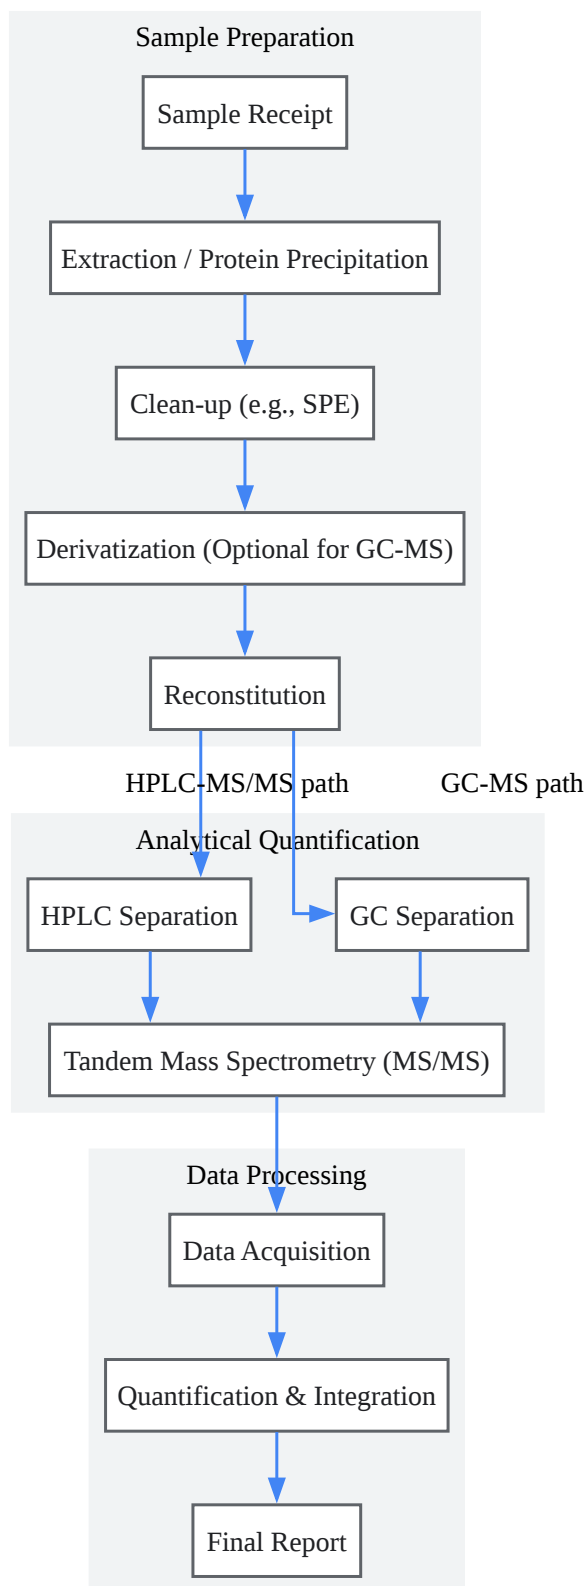 Sample Preparation
Sample Receipt
Extraction / Protein Precipitation
Clean-up (e.g., SPE)
Derivatization (Optional for GC-MS)
Reconstitution
HPLC-MS/MS path
GC-MS path
Analytical Quantification
HPLC Separation
GC Separation
Tandem Mass Spectrometry (MS/MS)
Data Processing
Data Acquisition
Quantification & Integration
Final Report